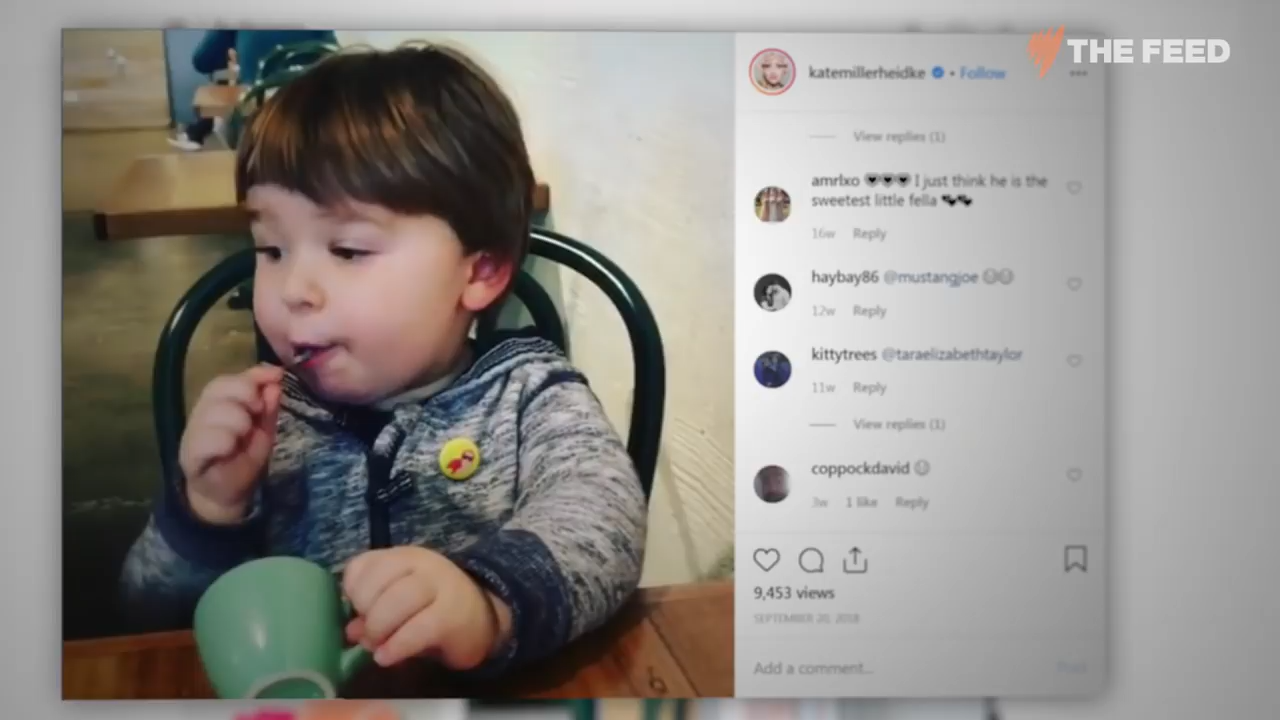 THE FEED
katemillerheidke • Follow
View replies (1)
amrlxo 🖤🖤🖤 I just think he is the
sweetest little fella
16w Reply
haybay86 @mustangjoe
12w Reply
kittytrees @taraelizabethtaylor
11w Reply
View replies (1)
coppockdavid
3w 1 like Reply
9,453 views
SEPTEMBER 20, 2018
Add a comment...
Post